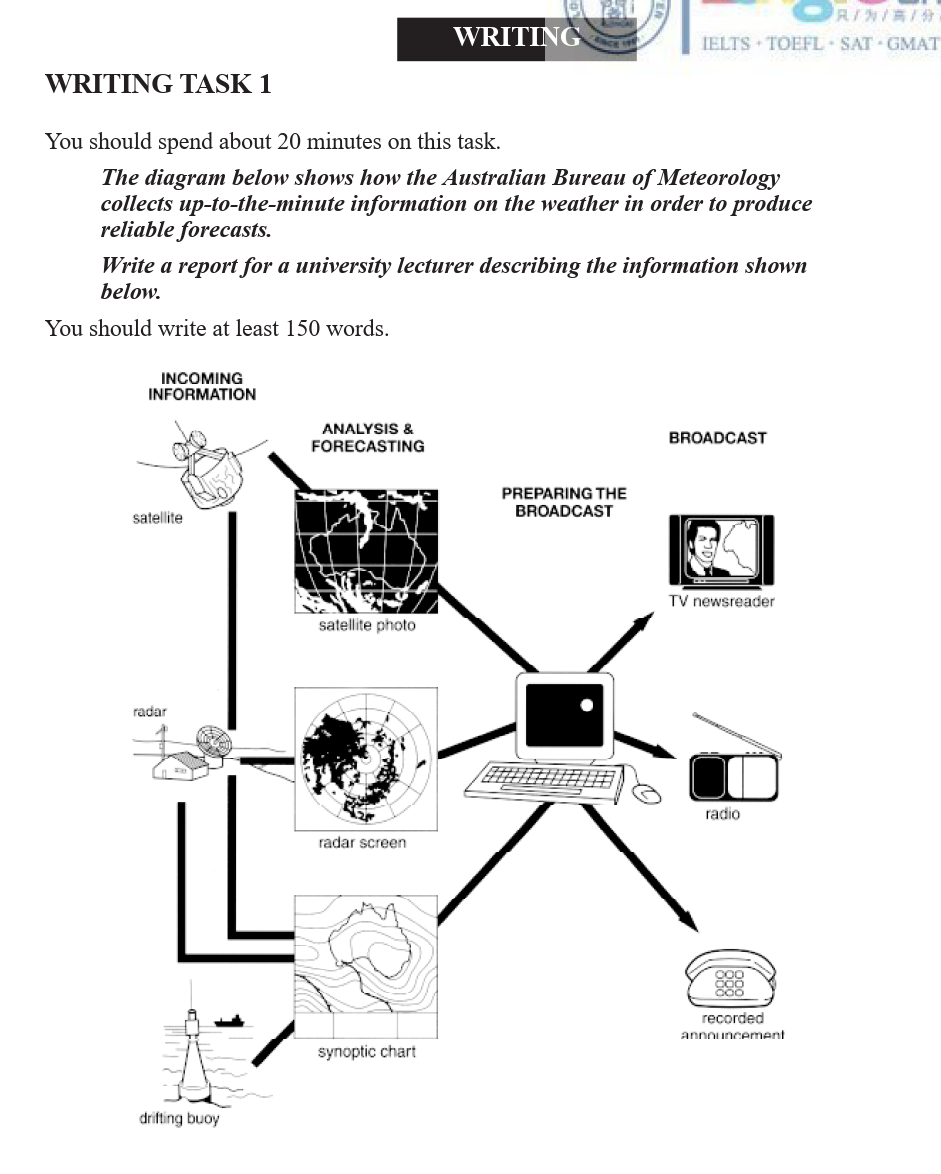 WRITING
SINCE 19
IELTS · TOEFL · SAT · GMAT
WRITING TASK 1
You should spend about 20 minutes on this task.
The diagram below shows how the Australian Bureau of Meteorology
collects up-to-the-minute information on the weather in order to produce
reliable forecasts.
Write a report for a university lecturer describing the information shown
below.
You should write at least 150 words.
INCOMING
INFORMATION
ANALYSIS &
FORECASTING
BROADCAST
PREPARING THE
BROADCAST
satellite
satellite photo
TV newsreader
radar
radar screen
radio
synoptic chart
recorded
announcement
drifting buoy